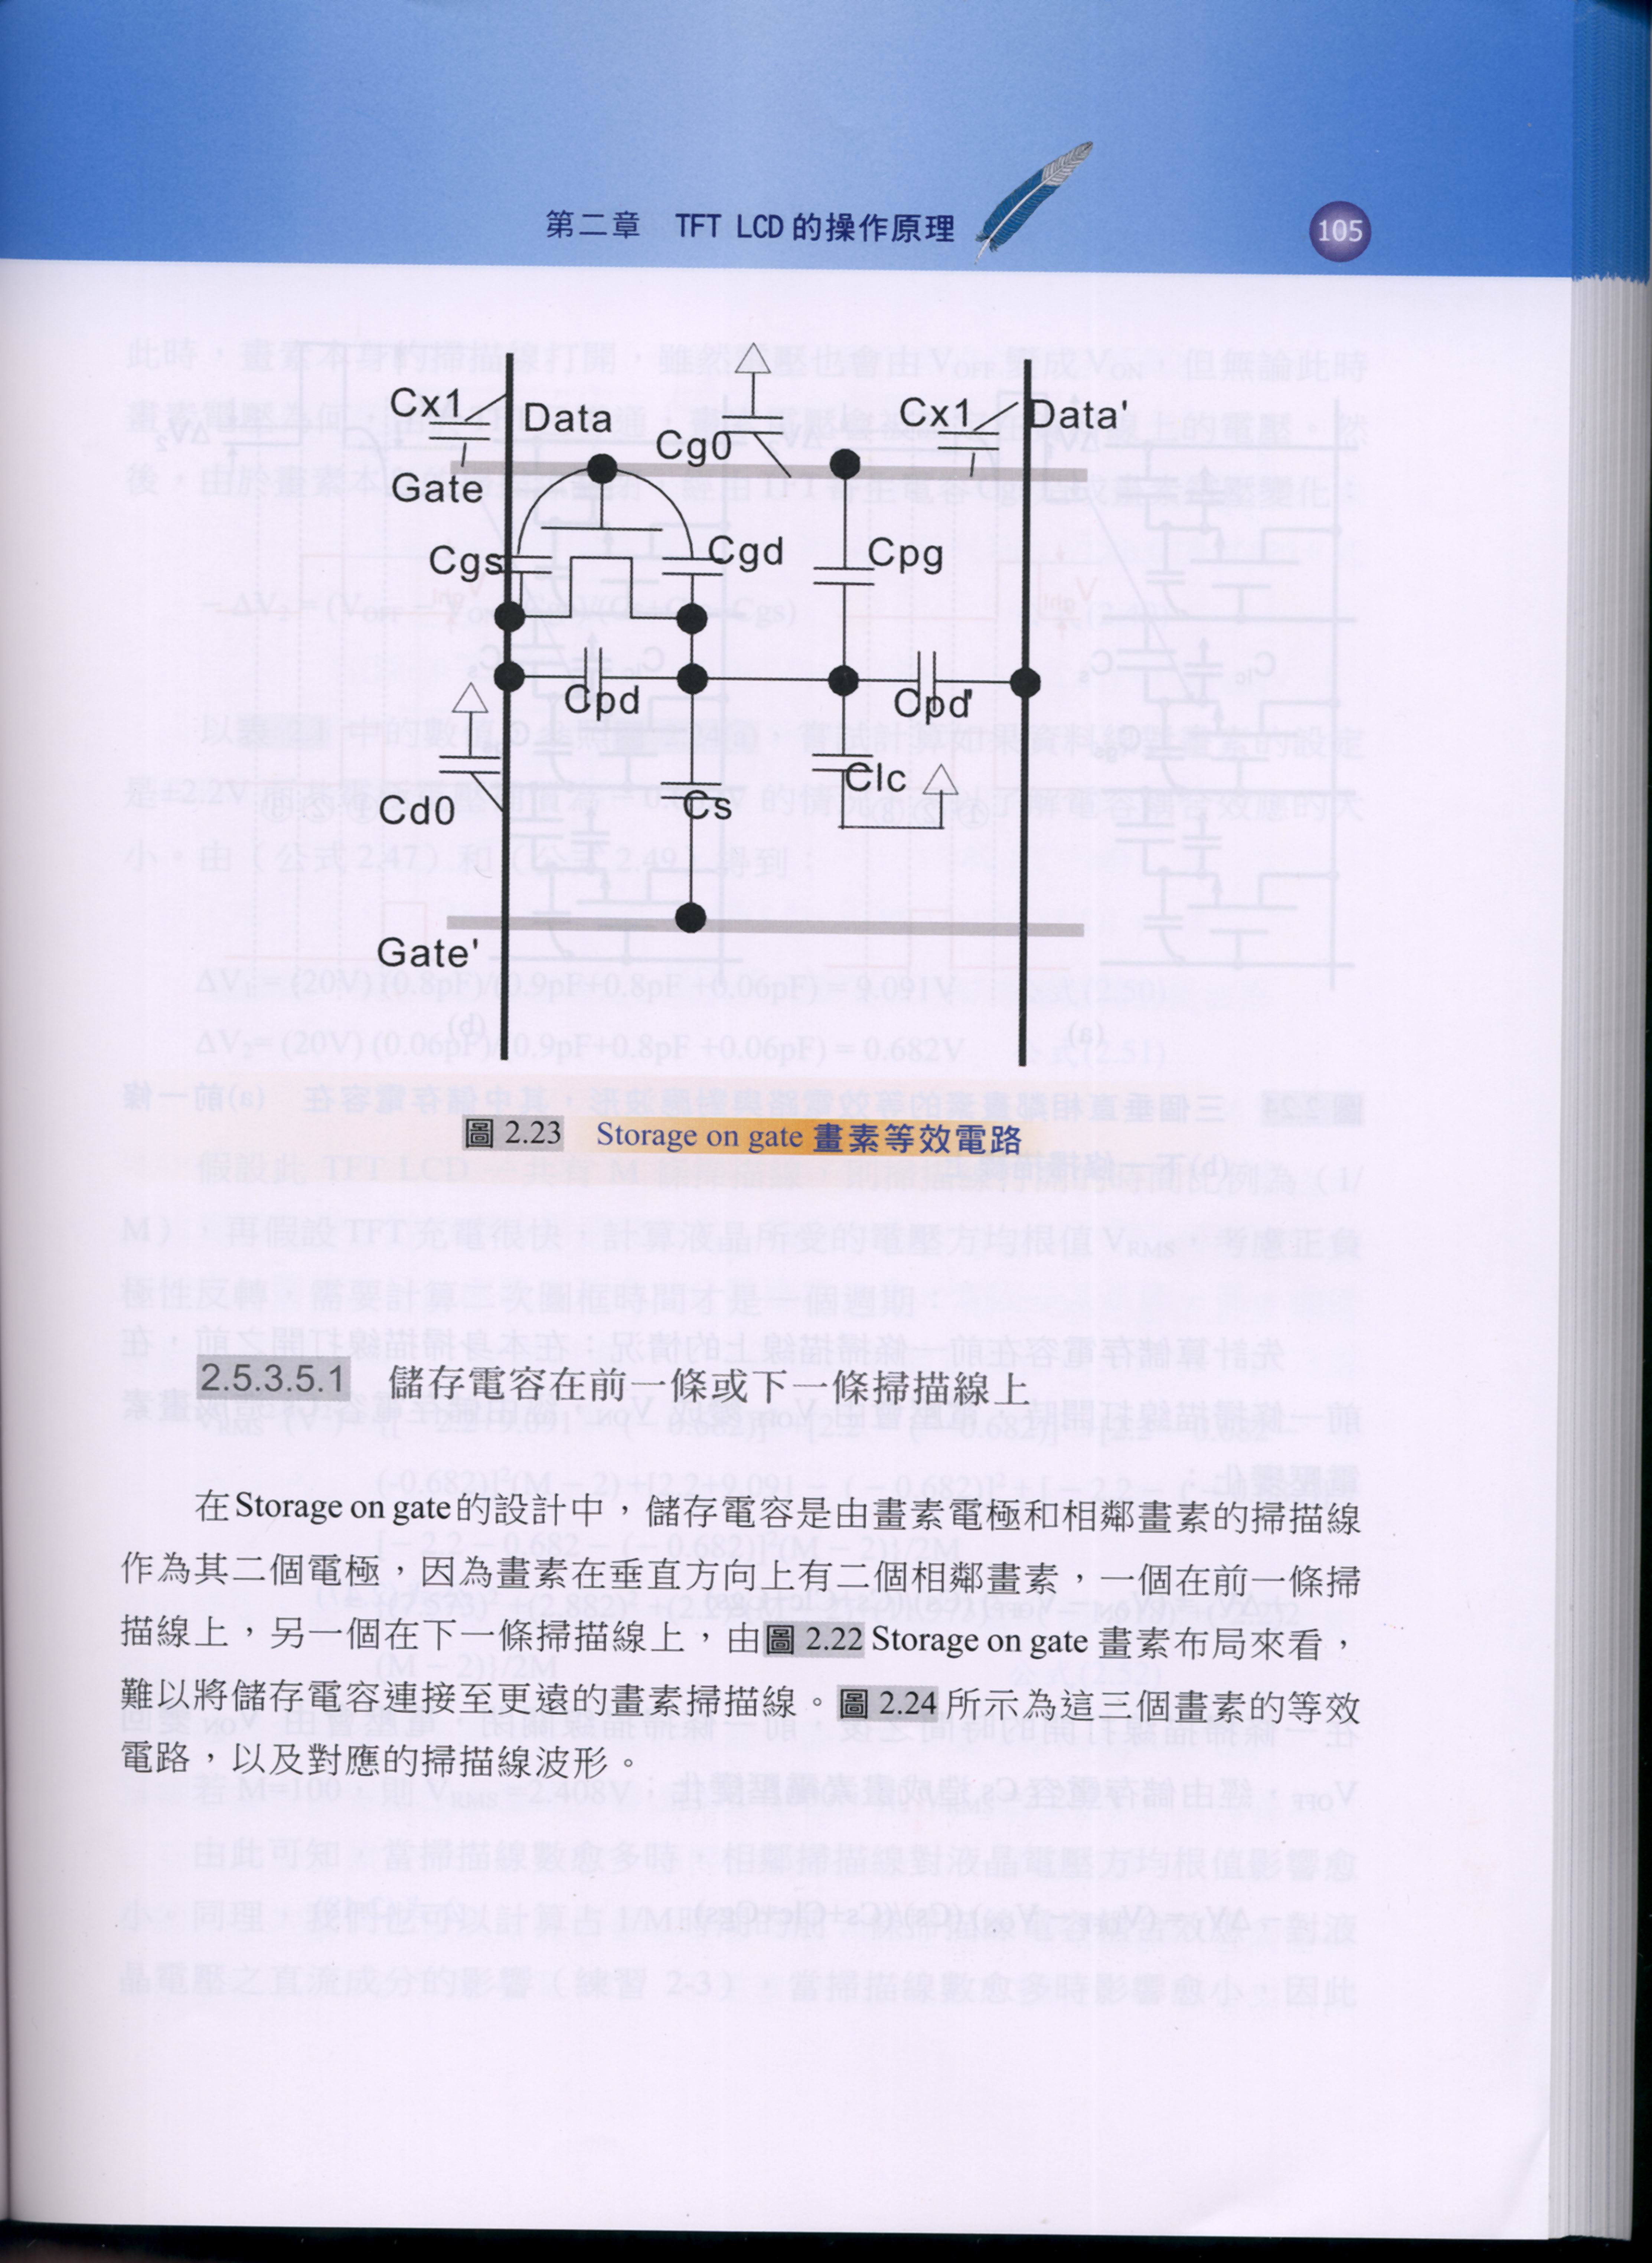 第二章 TFT LCD的操作原理
105
Cx1
Data
Cg0
Cx1
Data'
Gate
Cgs
Cgd
Cpg
Cpd
Cpd'
Cd0
Cs
Clc
Gate'
圖 2.23 Storage on gate 畫素等效電路
2.5.3.5.1 儲存電容在前一條或下一條掃描線上
在Storage on gate的設計中,儲存電容是由畫素電極和相鄰畫素的掃描線
作為其二個電極,因為畫素在垂直方向上有二個相鄰畫素,一個在前一條掃
描線上,另一個在下一條掃描線上,由圖 2.22 Storage on gate 畫素布局來看,
難以將儲存電容連接至更遠的畫素掃描線。圖 2.24 所示為這三個畫素的等效
電路,以及對應的掃描線波形。